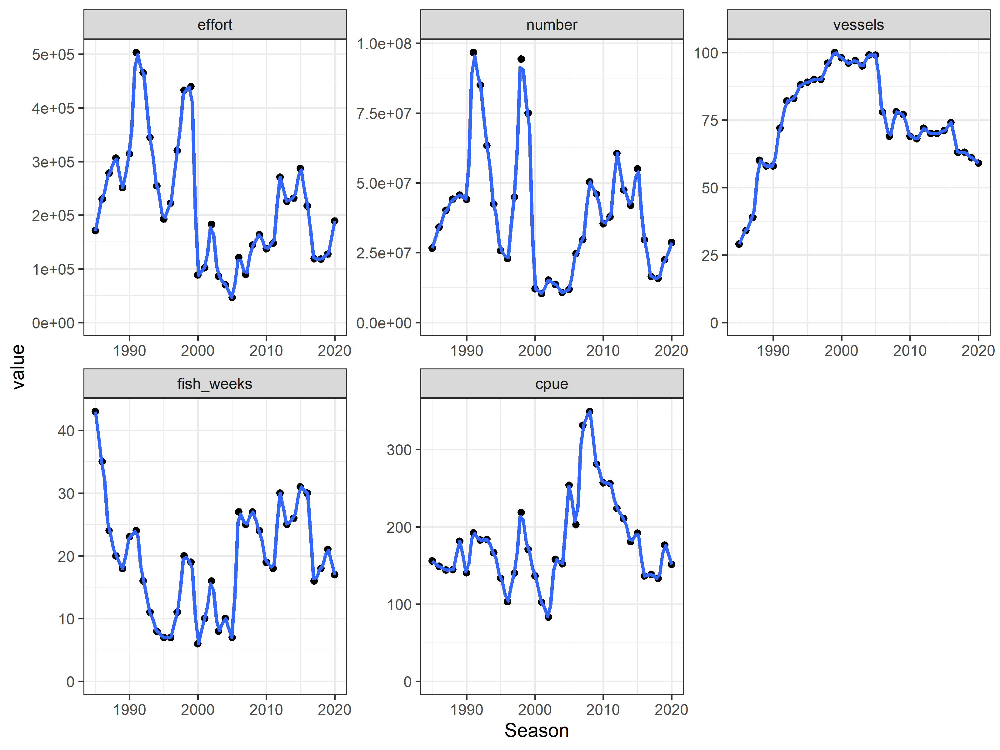 effort
number
vessels
5e+05
4e+05
3e+05
2e+05
1e+05
0e+00
1.0e+08
7.5e+07
5.0e+07
2.5e+07
0.0e+00
100
75
50
25
0
1990 2000 2010 2020
1990 2000 2010 2020
1990 2000 2010 2020
value
fish_weeks
cpue
40
30
20
10
0
300
200
100
0
1990 2000 2010 2020
1990 2000 2010 2020
Season